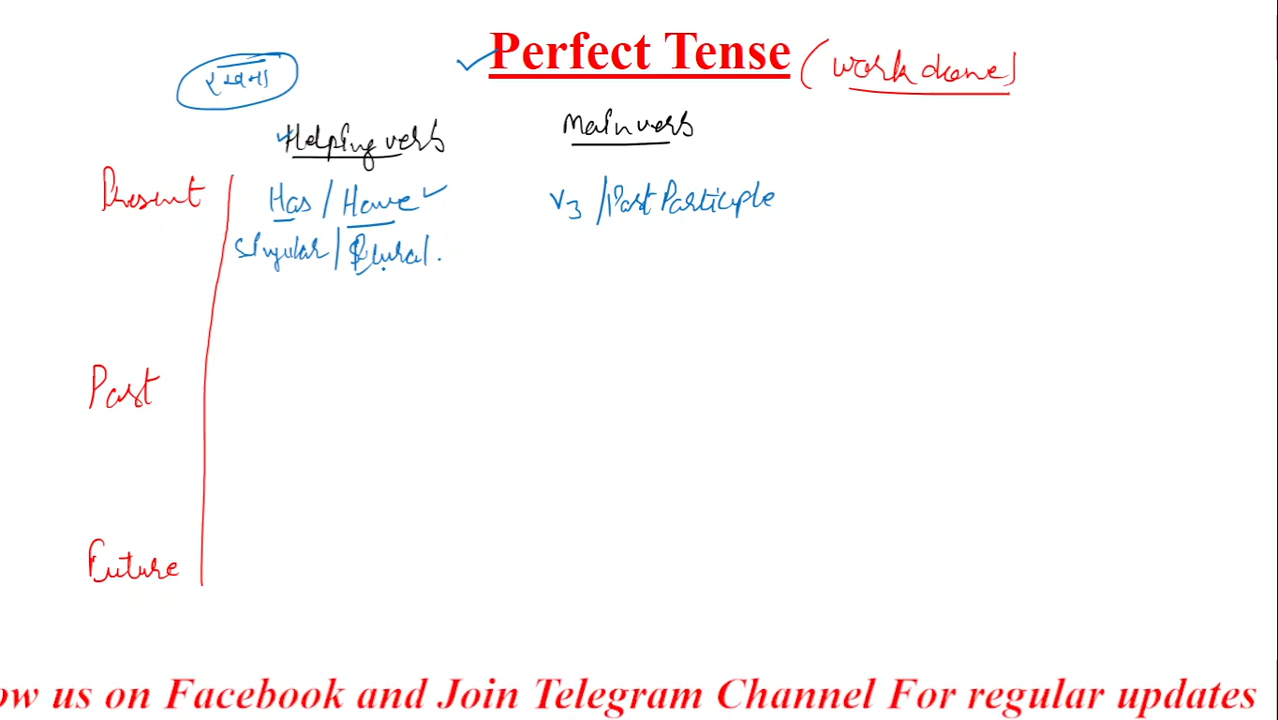 Perfect Tense (work done)
रखना
Helping verb Main verb
Present Has / Have V3 / Past Participle
Singular / Plural.
Past
Future
ow us on Facebook and Join Telegram Channel For regular updates